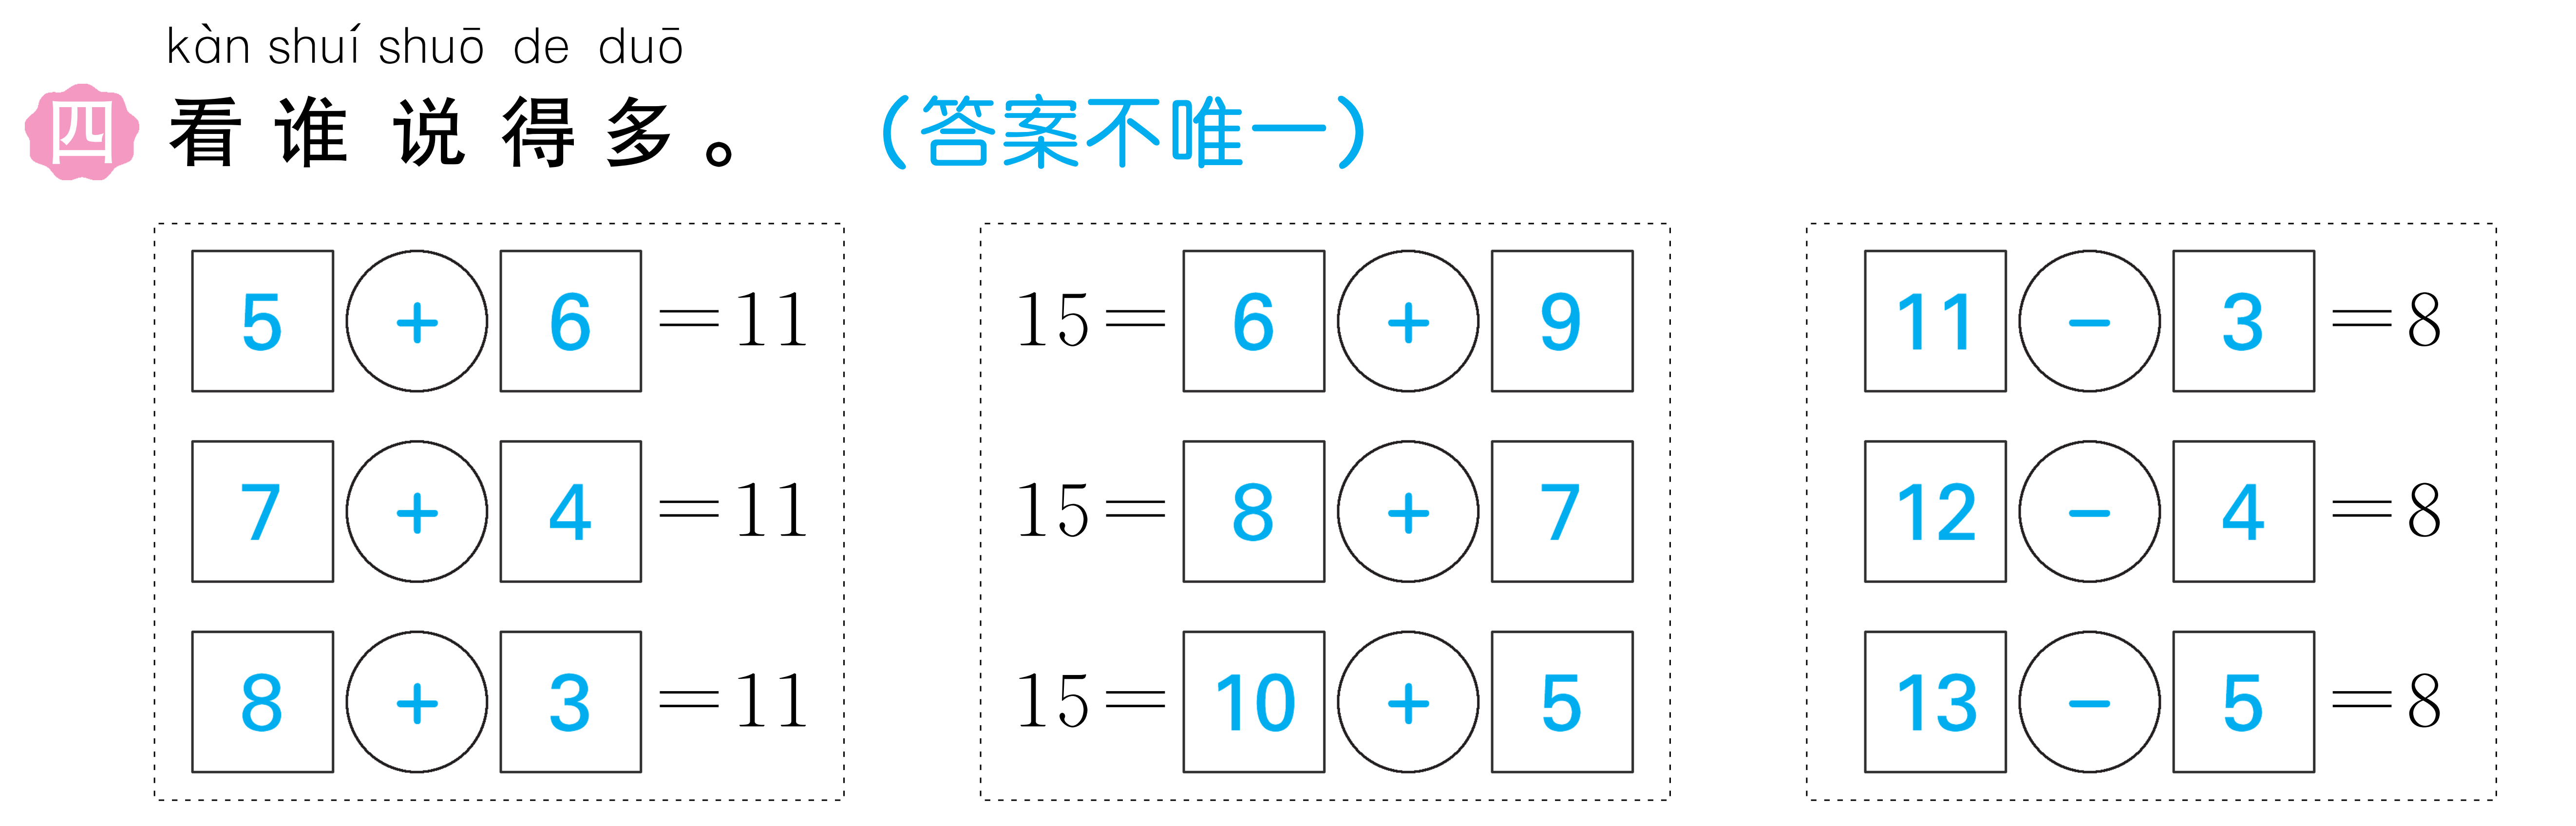 kàn shuí shuō de duō
四 看谁说得多。 (答案不唯一)
5 + 6 =11 15= 6 + 9 11 − 3 =8
7 + 4 =11 15= 8 + 7 12 − 4 =8
8 + 3 =11 15= 10 + 5 13 − 5 =8